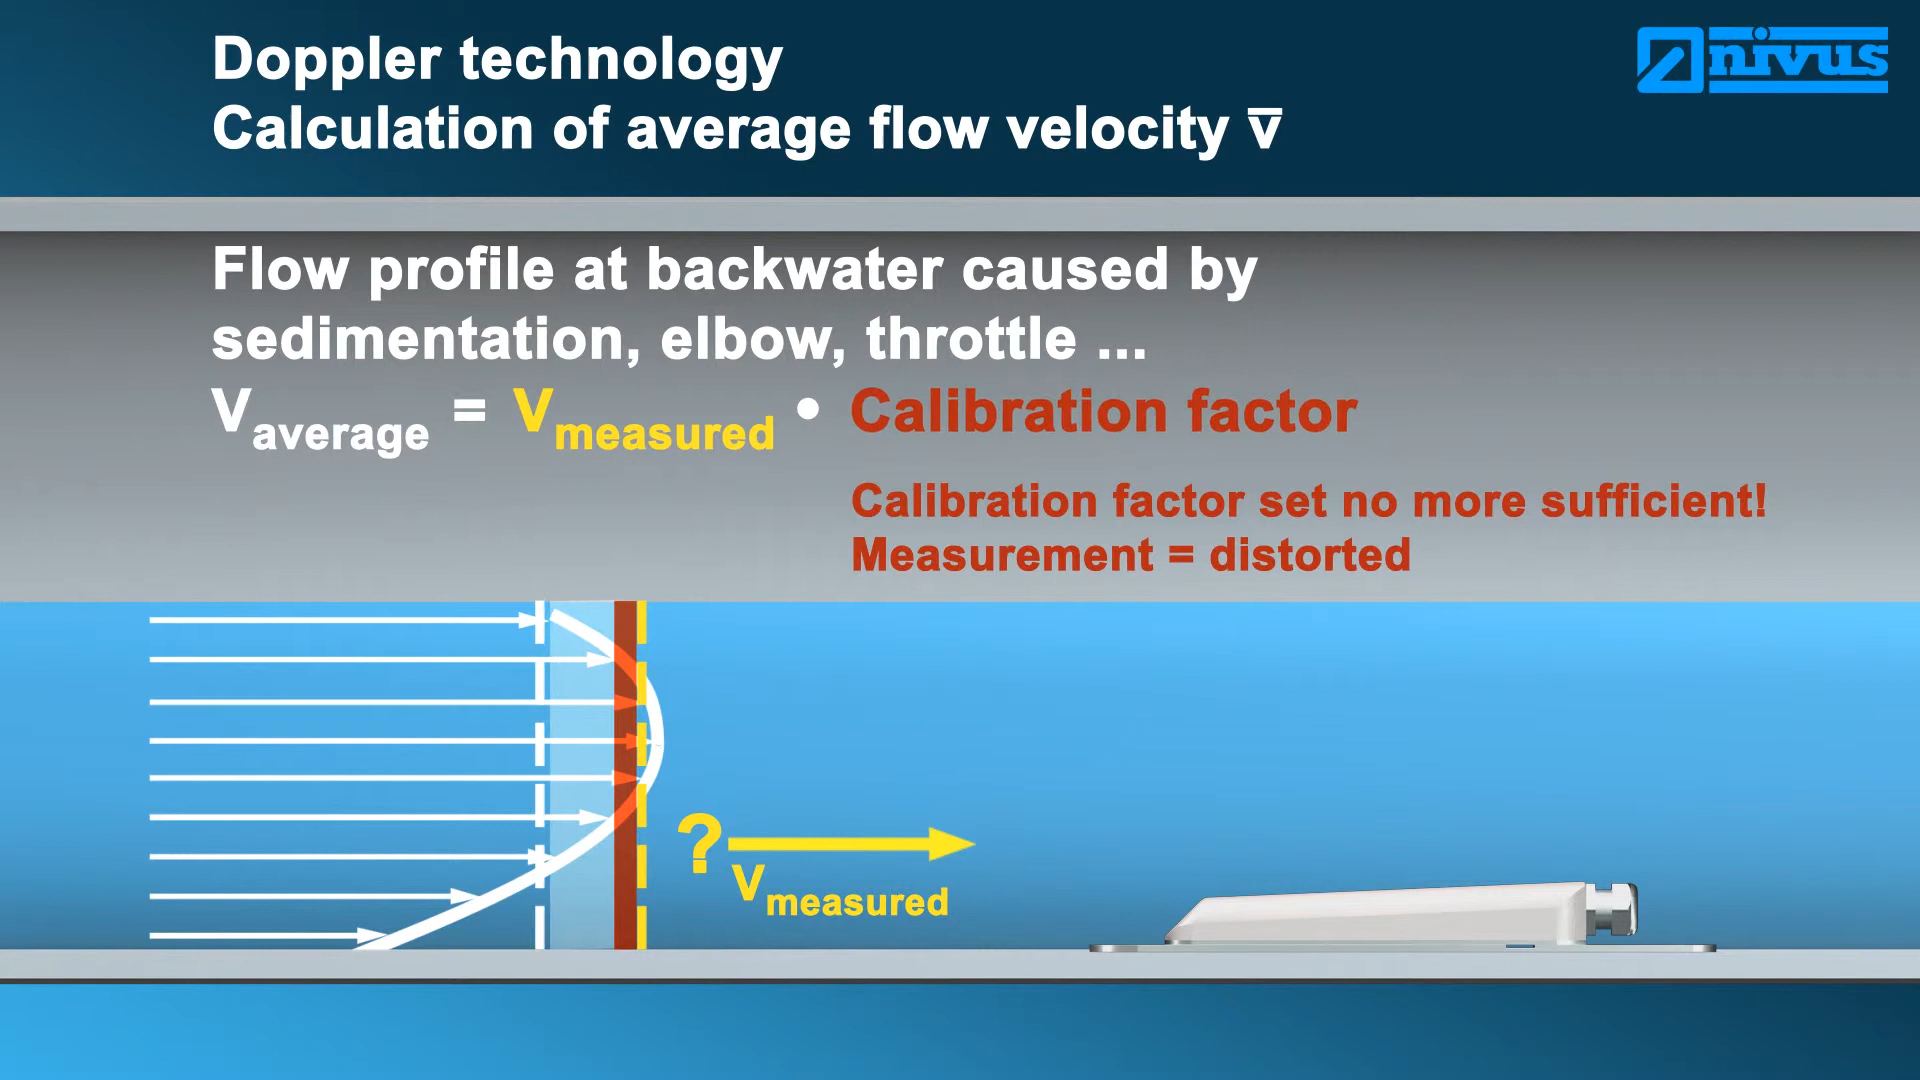 Doppler technology
nivus
Calculation of average flow velocity v̅
Flow profile at backwater caused by
sedimentation, elbow, throttle ...
Vaverage = Vmeasured • Calibration factor
Calibration factor set no more sufficient!
Measurement = distorted
?
Vmeasured